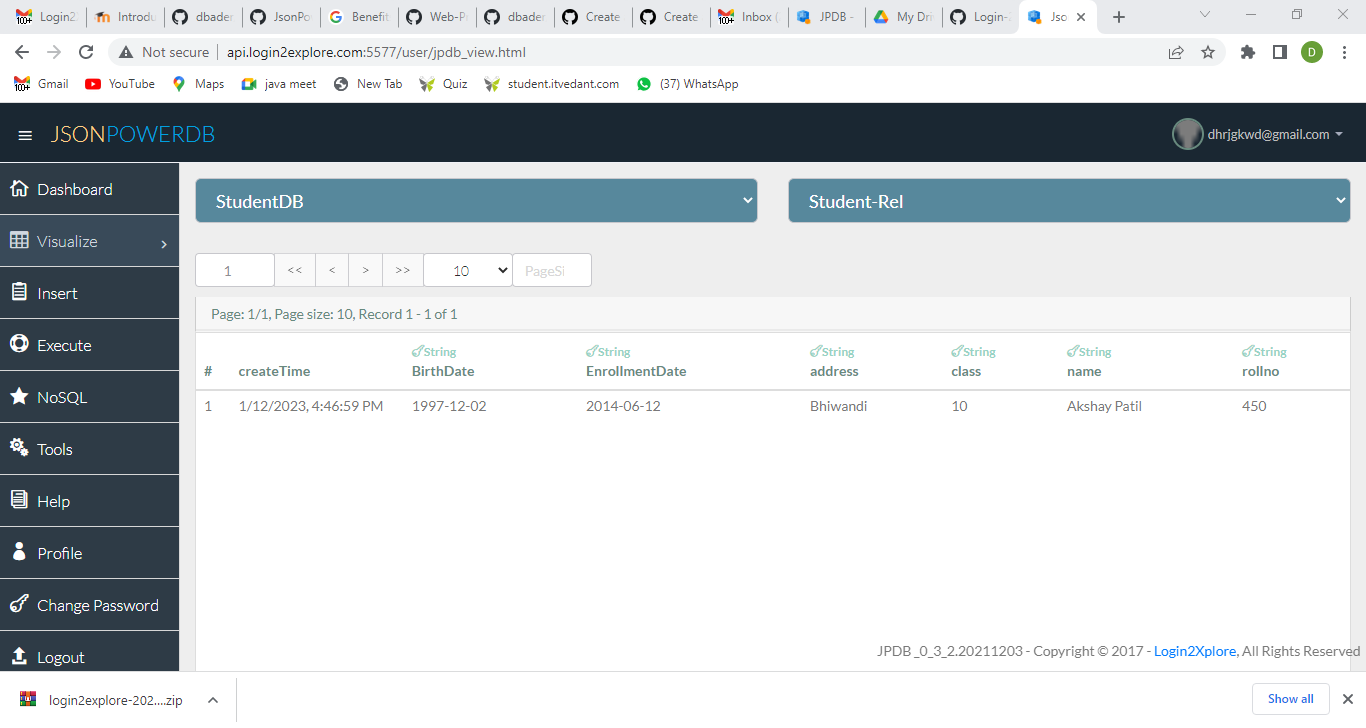 Login2 Introdu dbader JsonPo Benefit Web-P dbader Create Create Inbox ( JPDB - My Dri Login- Jso
Not secure api.login2explore.com:5577/user/jpdb_view.html D
Gmail YouTube Maps java meet New Tab Quiz student.itvedant.com (37) WhatsApp
JSONPOWERDB dhrjgkwd@gmail.com
Dashboard
Visualize
Insert
Execute
NoSQL
Tools
Help
Profile
Change Password
Logout
StudentDB Student-Rel
1 << < > >> 10 PageSi
Page: 1/1, Page size: 10, Record 1 - 1 of 1
String String String String String String
# createTime BirthDate EnrollmentDate address class name rollno
1 1/12/2023, 4:46:59 PM 1997-12-02 2014-06-12 Bhiwandi 10 Akshay Patil 450
JPDB _0_3_2.20211203 - Copyright © 2017 - Login2Xplore, All Rights Reserved
login2explore-202....zip Show all